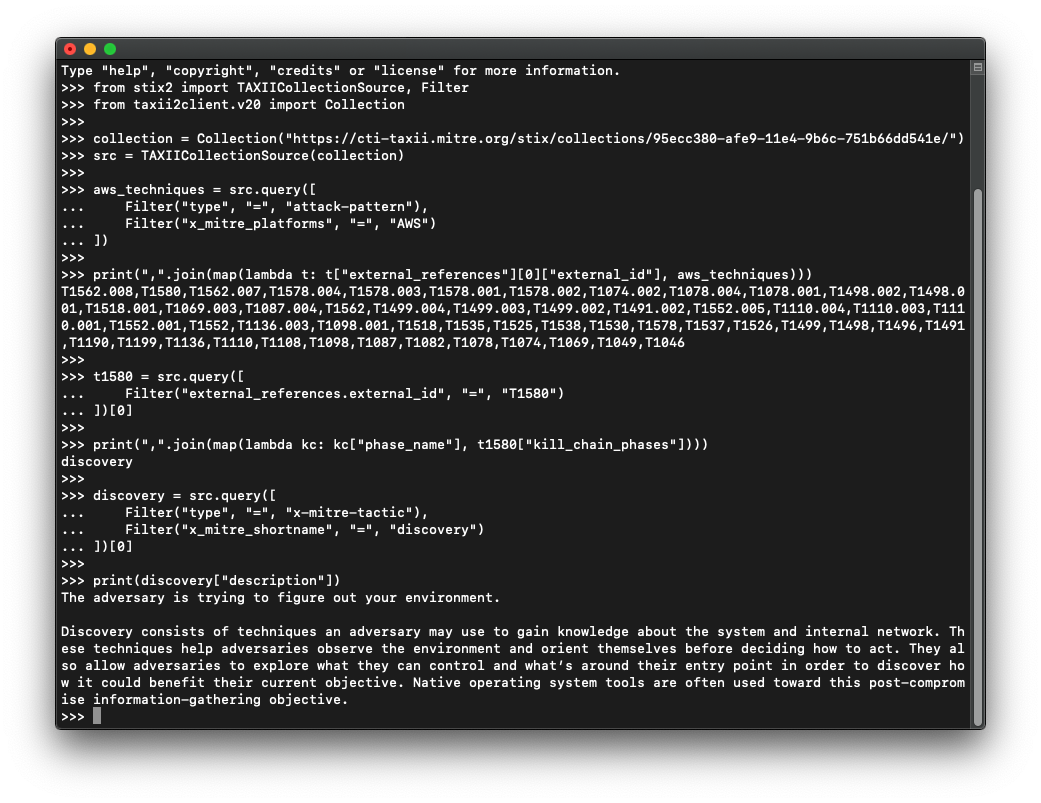 Type "help", "copyright", "credits" or "license" for more information.
>>> from stix2 import TAXIICollectionSource, Filter
>>> from taxii2client.v20 import Collection
>>>
>>> collection = Collection("https://cti-taxii.mitre.org/stix/collections/95ecc380-afe9-11e4-9b6c-751b66dd541e/")
>>> src = TAXIICollectionSource(collection)
>>>
>>> aws_techniques = src.query([
...     Filter("type", "=", "attack-pattern"),
...     Filter("x_mitre_platforms", "=", "AWS")
... ])
>>>
>>> print(",".join(map(lambda t: t["external_references"][0]["external_id"], aws_techniques)))
T1562.008,T1580,T1562.007,T1578.004,T1578.003,T1578.001,T1578.002,T1074.002,T1078.004,T1078.001,T1498.002,T1498.0
01,T1518.001,T1069.003,T1087.004,T1562,T1499.004,T1499.003,T1499.002,T1491.002,T1552.005,T1110.004,T1110.003,T111
0.001,T1552.001,T1552,T1136.003,T1098.001,T1518,T1535,T1525,T1538,T1530,T1578,T1537,T1526,T1499,T1498,T1496,T1491
,T1190,T1199,T1136,T1110,T1108,T1098,T1087,T1082,T1078,T1074,T1069,T1049,T1046
>>>
>>> t1580 = src.query([
...     Filter("external_references.external_id", "=", "T1580")
... ])[0]
>>>
>>> print(",".join(map(lambda kc: kc["phase_name"], t1580["kill_chain_phases"])))
discovery
>>>
>>> discovery = src.query([
...     Filter("type", "=", "x-mitre-tactic"),
...     Filter("x_mitre_shortname", "=", "discovery")
... ])[0]
>>>
>>> print(discovery["description"])
The adversary is trying to figure out your environment.

Discovery consists of techniques an adversary may use to gain knowledge about the system and internal network. Th
ese techniques help adversaries observe the environment and orient themselves before deciding how to act. They al
so allow adversaries to explore what they can control and what's around their entry point in order to discover ho
w it could benefit their current objective. Native operating system tools are often used toward this post-comprom
ise information-gathering objective.
>>>